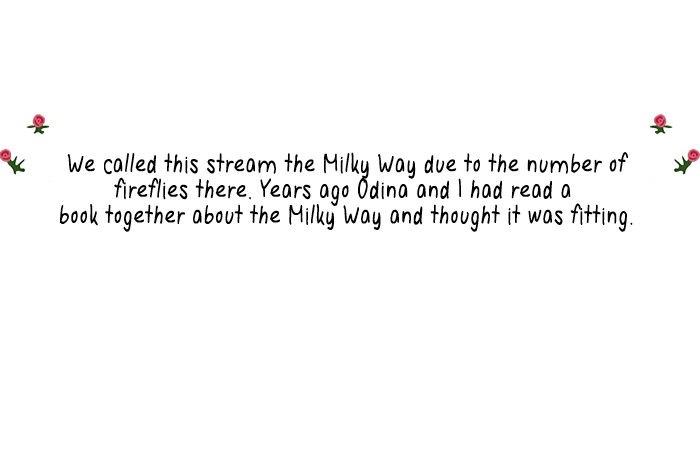 We called this stream the Milky Way due to the number of
fireflies there. Years ago Odina and I had read a
book together about the Milky Way and thought it was fitting.